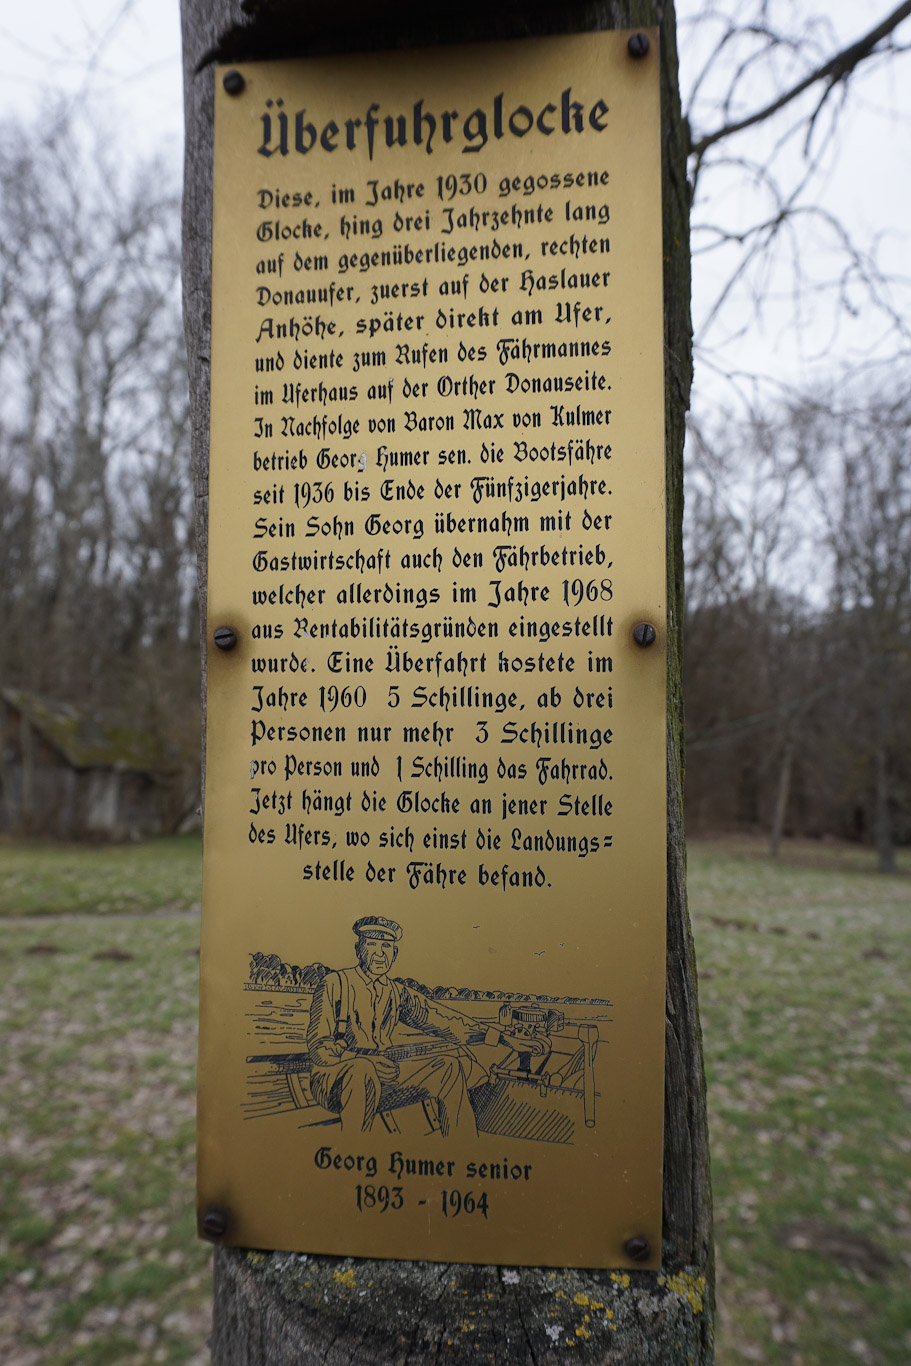 Überfuhrglocke
Diese, im Jahre 1930 gegossene
Glocke, hing drei Jahrzehnte lang
auf dem gegenüberliegenden, rechten
Donauufer, zuerst auf der Haslauer
Anhöhe, später direkt am Ufer,
und diente zum Rufen des Fährmannes
im Uferhaus auf der Orther Donauseite.
In Nachfolge von Baron Max von Kulmer
betrieb Georg Humer sen. die Bootsfähre
seit 1936 bis Ende der Fünfzigerjahre.
Sein Sohn Georg übernahm mit der
Gastwirtschaft auch den Fährbetrieb,
welcher allerdings im Jahre 1968
aus Rentabilitätsgründen eingestellt
wurde. Eine Überfahrt kostete im
Jahre 1960 5 Schillinge, ab drei
Personen nur mehr 3 Schillinge
pro Person und 1 Schilling das Fahrrad.
Jetzt hängt die Glocke an jener Stelle
des Ufers, wo sich einst die Landungs=
stelle der Fähre befand.
Georg Humer senior
1893 - 1964